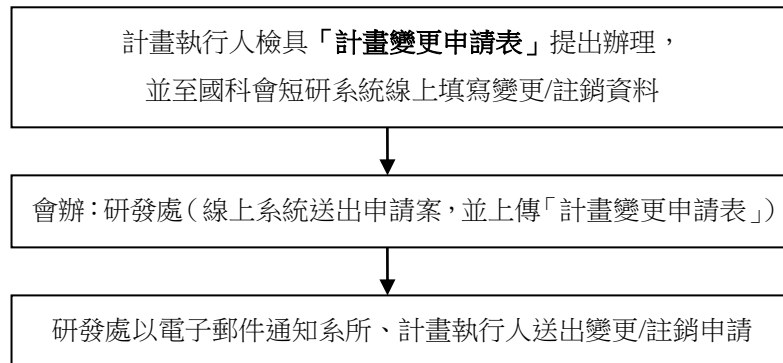 計畫執行人檢具「計畫變更申請表」提出辦理，
並至國科會短研系統線上填寫變更/註銷資料
會辦：研發處（線上系統送出申請案，並上傳「計畫變更申請表」）
研發處以電子郵件通知系所、計畫執行人送出變更/註銷申請